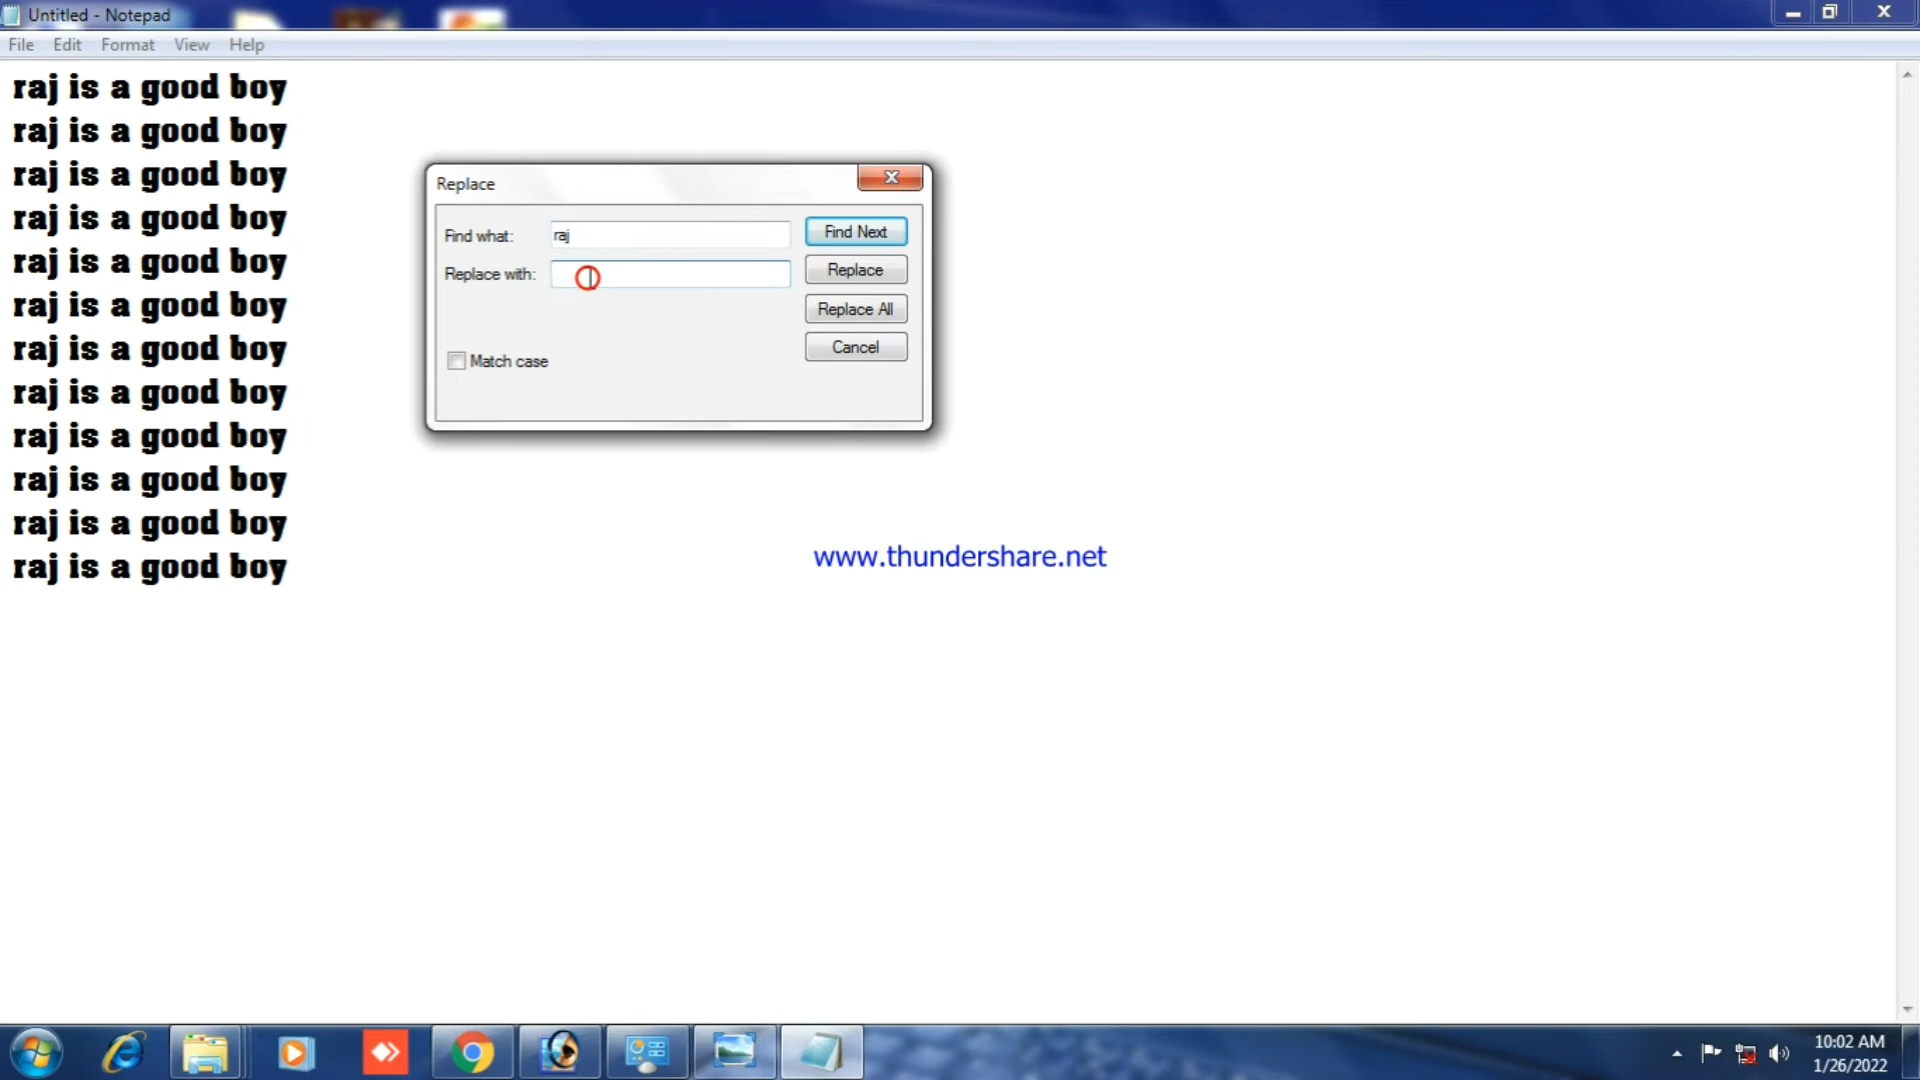 Untitled - Notepad
File Edit Format View Help
raj is a good boy
raj is a good boy
raj is a good boy
raj is a good boy
raj is a good boy
raj is a good boy
raj is a good boy
raj is a good boy
raj is a good boy
raj is a good boy
raj is a good boy
raj is a good boy
Replace
Find what: raj Find Next
Replace with: Replace
Replace All
Cancel
Match case
www.thundershare.net
10:02 AM
1/26/2022